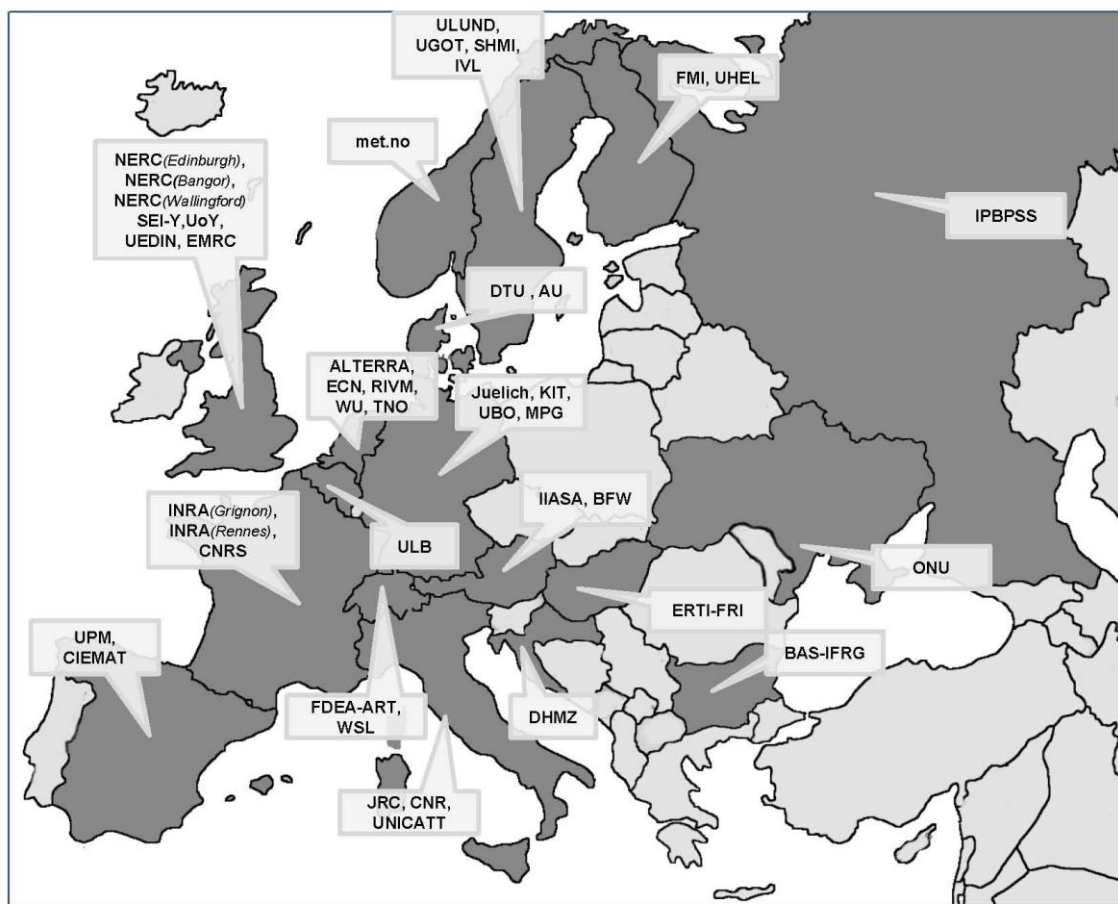 ULUND,
UGOT, SHMI,
IVL
FMI, UHEL
met.no
NERC(Edinburgh),
NERC(Bangor),
NERC(Wallingford)
SEI-Y,UoY,
UEDIN, EMRC
IPBPSS
DTU , AU
ALTERRA,
ECN, RIVM,
WU, TNO
Juelich, KIT,
UBO, MPG
IIASA, BFW
INRA(Grignon),
INRA(Rennes),
CNRS
ULB
ONU
ERTI-FRI
UPM,
CIEMAT
BAS-IFRG
FDEA-ART,
WSL
DHMZ
JRC, CNR,
UNICATT